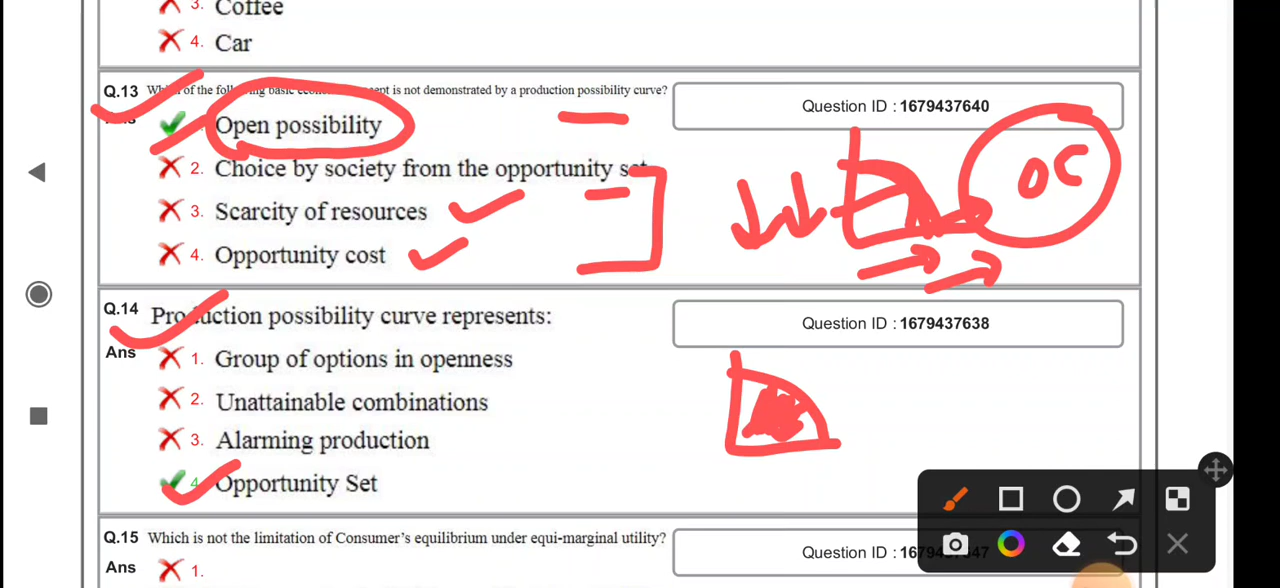 3. Coffee
4. Car
Q.13 Which of the following basic economic concept is not demonstrated by a production possibility curve?
Question ID : 1679437640
Ans
Open possibility
2. Choice by society from the opportunity set
3. Scarcity of resources
4. Opportunity cost
OC
Q.14 Production possibility curve represents:
Question ID : 1679437638
Ans 1. Group of options in openness
2. Unattainable combinations
3. Alarming production
4. Opportunity Set
Q.15 Which is not the limitation of Consumer's equilibrium under equi-marginal utility?
Ans 1.